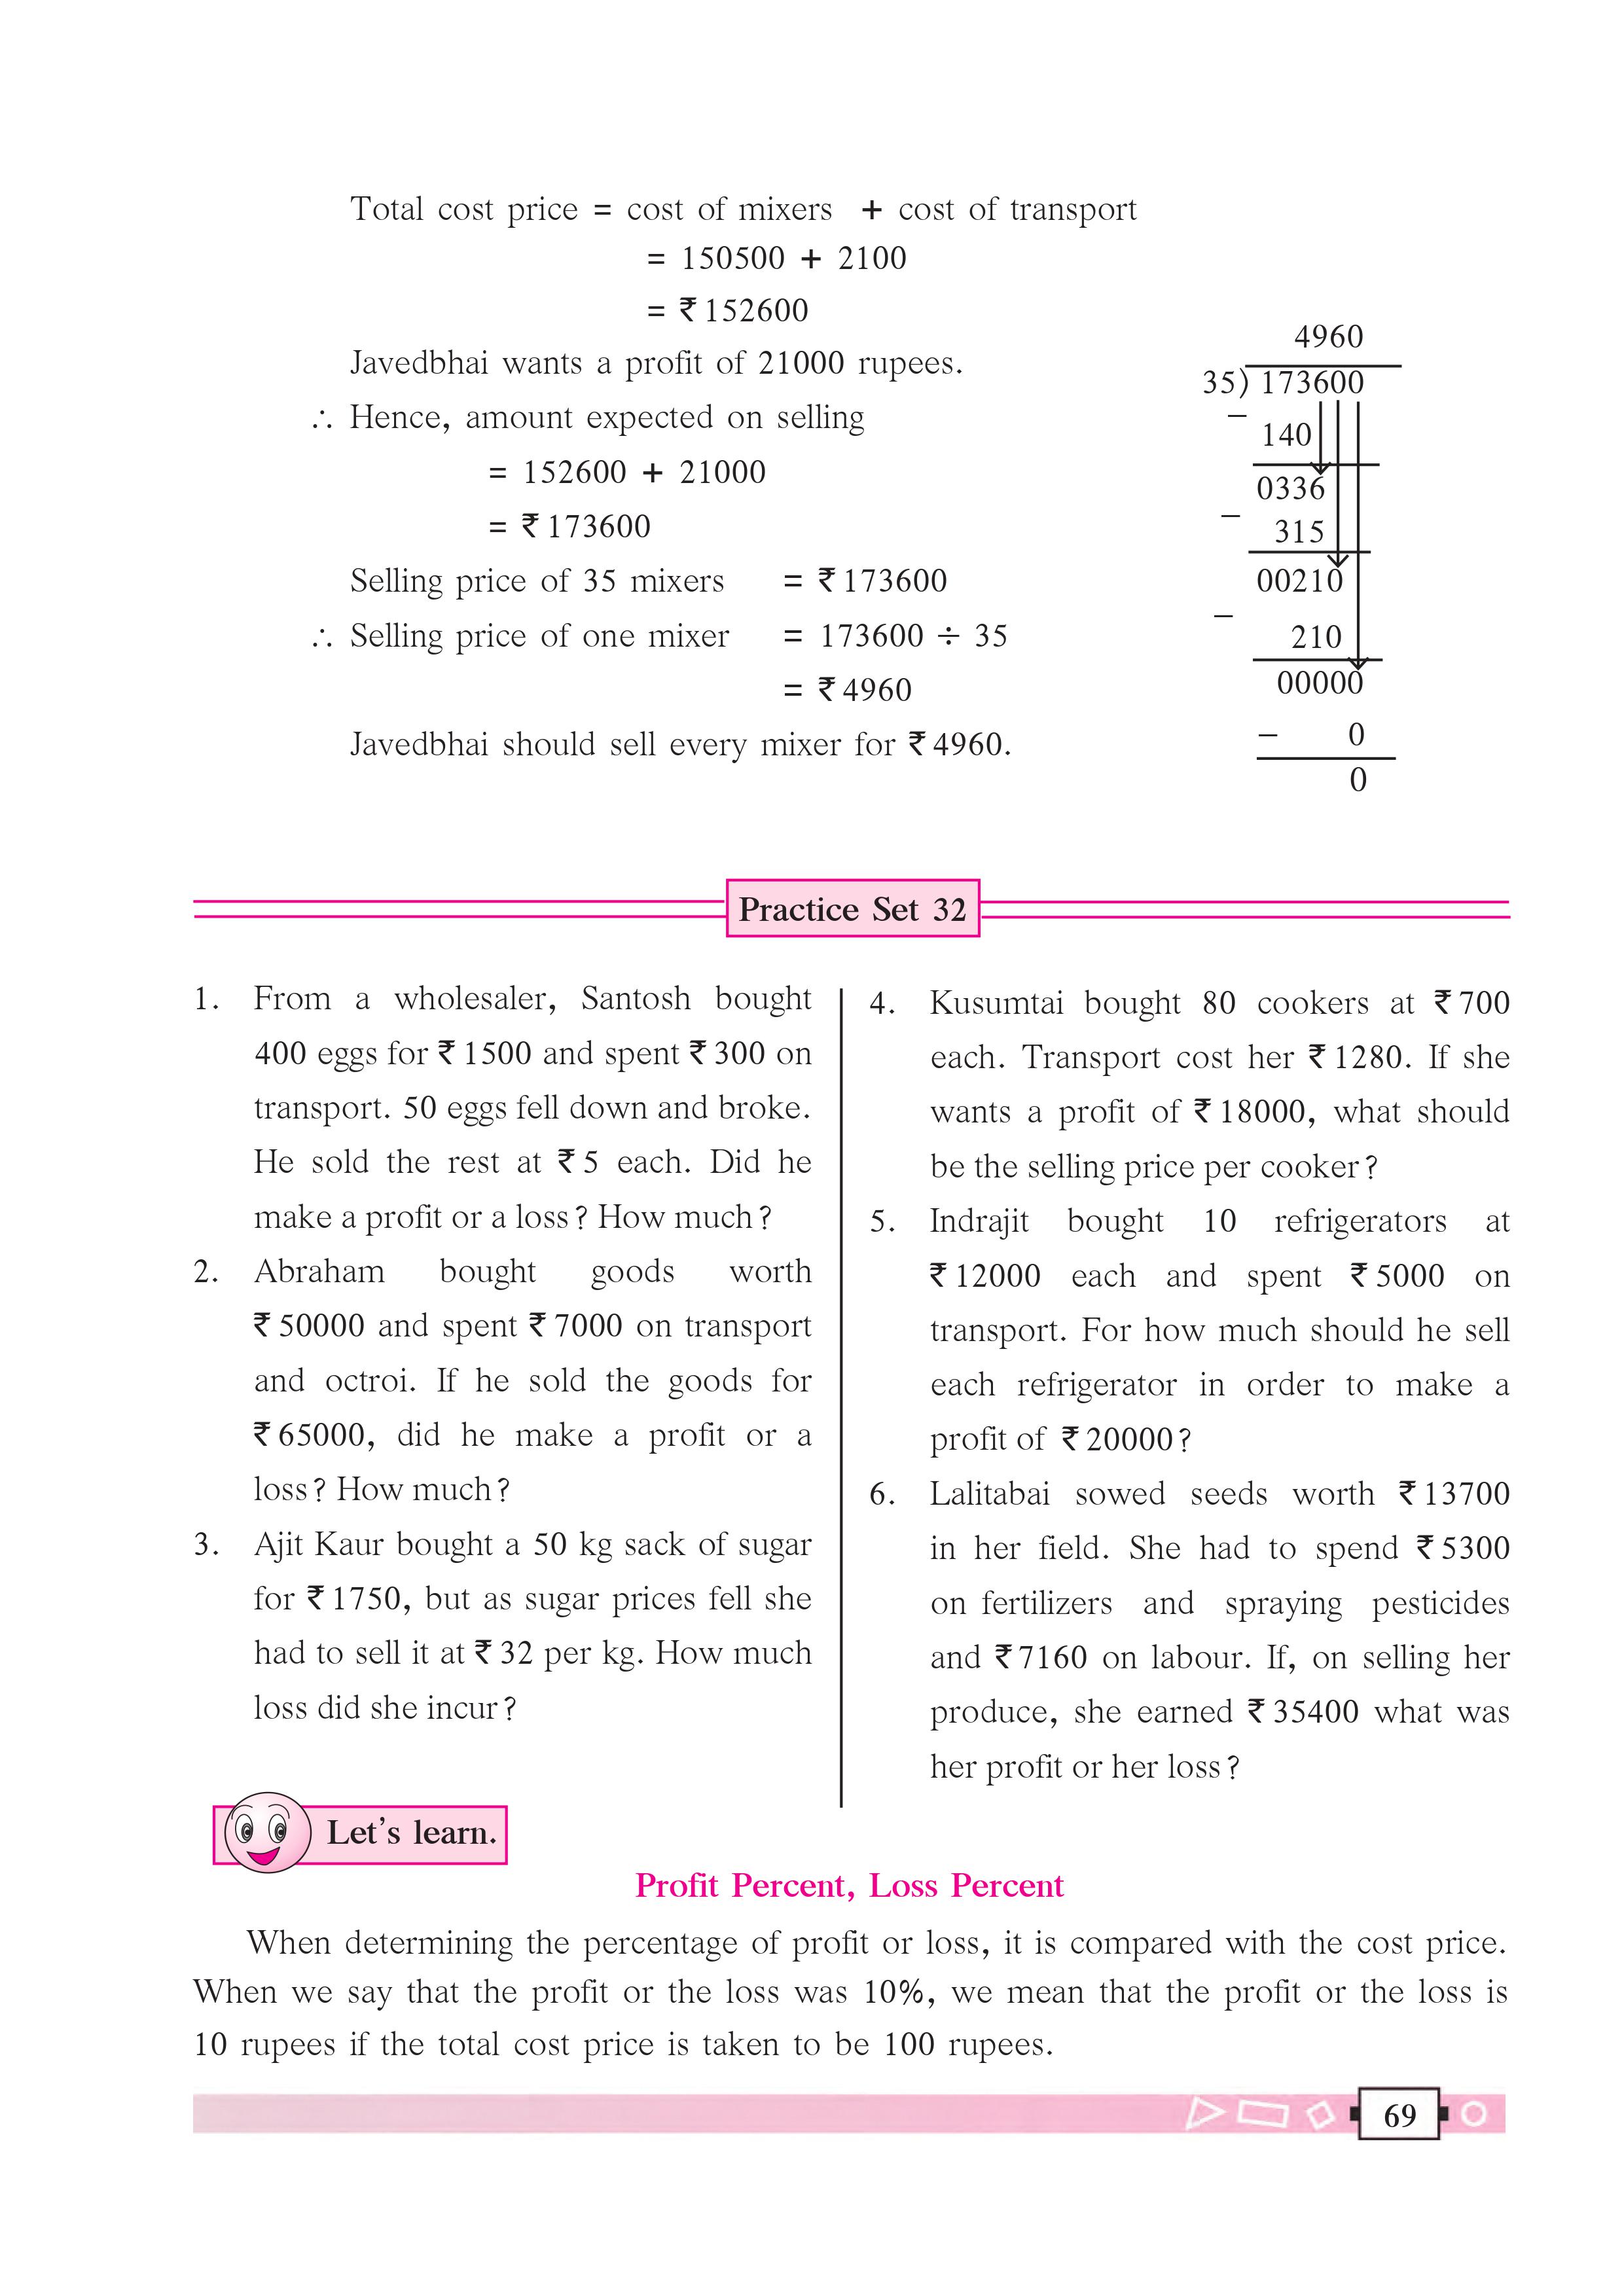 Total cost price = cost of mixers + cost of transport
= 150500 + 2100
= ₹ 152600
Javedbhai wants a profit of 21000 rupees.
∴ Hence, amount expected on selling
= 152600 + 21000
= ₹ 173600
Selling price of 35 mixers = ₹ 173600
∴ Selling price of one mixer = 173600 ÷ 35
= ₹ 4960
Javedbhai should sell every mixer for ₹ 4960.
4960
35) 173600
− 140
0336
− 315
00210
− 210
00000
− 0
0
Practice Set 32
1. From a wholesaler, Santosh bought
400 eggs for ₹ 1500 and spent ₹ 300 on
transport. 50 eggs fell down and broke.
He sold the rest at ₹ 5 each. Did he
make a profit or a loss? How much?
2. Abraham bought goods worth
₹ 50000 and spent ₹ 7000 on transport
and octroi. If he sold the goods for
₹ 65000, did he make a profit or a
loss? How much?
3. Ajit Kaur bought a 50 kg sack of sugar
for ₹ 1750, but as sugar prices fell she
had to sell it at ₹ 32 per kg. How much
loss did she incur?
4. Kusumtai bought 80 cookers at ₹ 700
each. Transport cost her ₹ 1280. If she
wants a profit of ₹ 18000, what should
be the selling price per cooker?
5. Indrajit bought 10 refrigerators at
₹ 12000 each and spent ₹ 5000 on
transport. For how much should he sell
each refrigerator in order to make a
profit of ₹ 20000?
6. Lalitabai sowed seeds worth ₹ 13700
in her field. She had to spend ₹ 5300
on fertilizers and spraying pesticides
and ₹ 7160 on labour. If, on selling her
produce, she earned ₹ 35400 what was
her profit or her loss?
Let's learn.
Profit Percent, Loss Percent
When determining the percentage of profit or loss, it is compared with the cost price.
When we say that the profit or the loss was 10%, we mean that the profit or the loss is
10 rupees if the total cost price is taken to be 100 rupees.
69